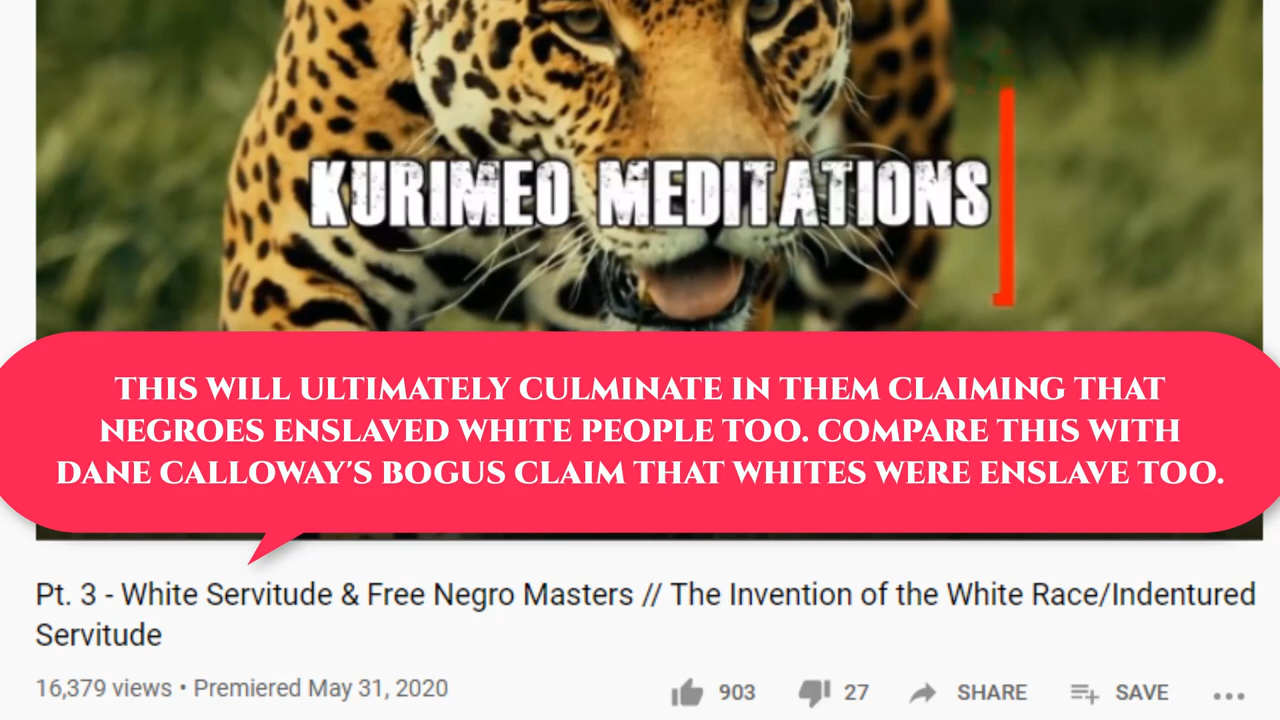 KURIMEO MEDITATIONS
THIS WILL ULTIMATELY CULMINATE IN THEM CLAIMING THAT
NEGROES ENSLAVED WHITE PEOPLE TOO. COMPARE THIS WITH
DANE CALLOWAY'S BOGUS CLAIM THAT WHITES WERE ENSLAVE TOO.
Pt. 3 - White Servitude & Free Negro Masters // The Invention of the White Race/Indentured
Servitude
16,379 views • Premiered May 31, 2020 903 27 SHARE SAVE